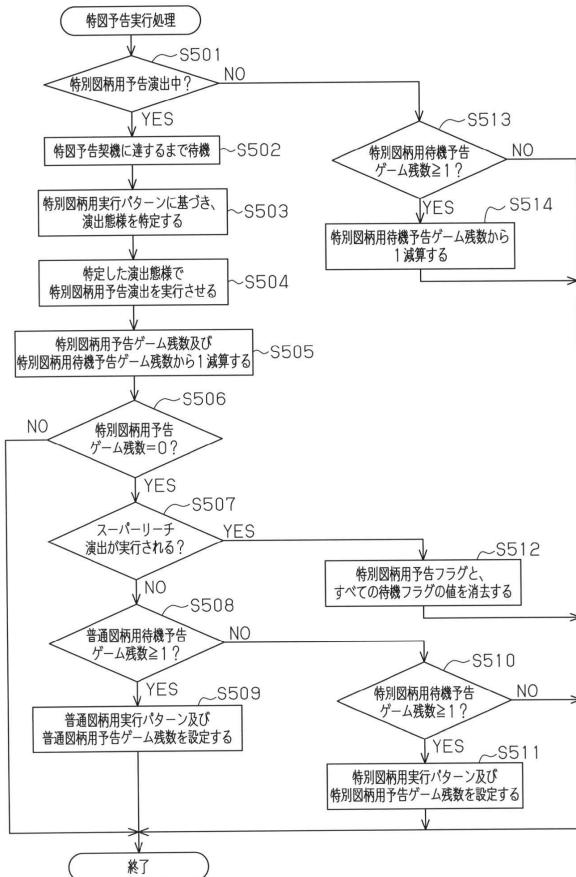 特図予告実行処理
S501
特別図柄用予告演出中?
NO
YES
特図予告契機に達するまで待機
S502
特別図柄用実行パターンに基づき、
演出態様を特定する
S503
特定した演出態様で
特別図柄用予告演出を実行させる
S504
特別図柄用予告ゲーム残数及び
特別図柄用待機予告ゲーム残数から1減算する
S505
S506
特別図柄用予告
ゲーム残数=0?
NO
YES
S507
スーパーリーチ
演出が実行される?
YES
NO
S508
普通図柄用待機予告
ゲーム残数≧1?
NO
YES
S509
普通図柄用実行パターン及び
普通図柄用予告ゲーム残数を設定する
S513
特別図柄用待機予告
ゲーム残数≧1?
NO
YES
S514
特別図柄用待機予告ゲーム残数から
1減算する
S512
特別図柄用予告フラグと、
すべての待機フラグの値を消去する
S510
特別図柄用待機予告
ゲーム残数≧1?
NO
YES
S511
特別図柄用実行パターン及び
特別図柄用予告ゲーム残数を設定する
終了